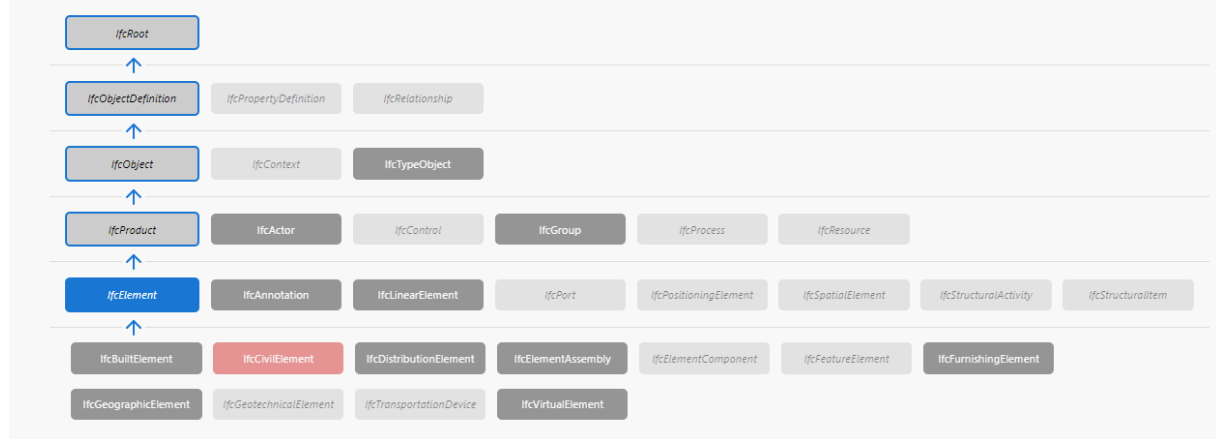 IfcRoot
IfcObjectDefinition IfcPropertyDefinition IfcRelationship
IfcObject IfcContext IfcTypeObject
IfcProduct IfcActor IfcControl IfcGroup IfcProcess IfcResource
IfcElement IfcAnnotation IfcLinearElement IfcPort IfcPositioningElement IfcSpatialElement IfcStructuralActivity IfcStructuralItem
IfcBuiltElement IfcCivilElement IfcDistributionElement IfcElementAssembly IfcElementComponent IfcFeatureElement IfcFurnishingElement
IfcGeographicElement IfcGeotechnicalElement IfcTransportationDevice IfcVirtualElement